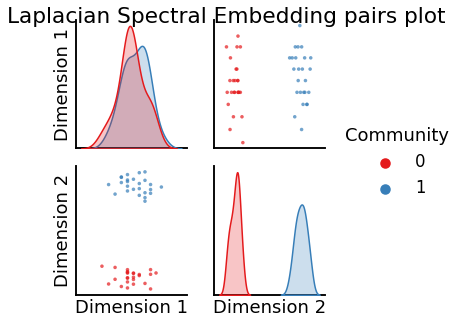 Laplacian Spectral Embedding pairs plot
Dimension 1
Community
0
1
Dimension 2
Dimension 1
Dimension 2